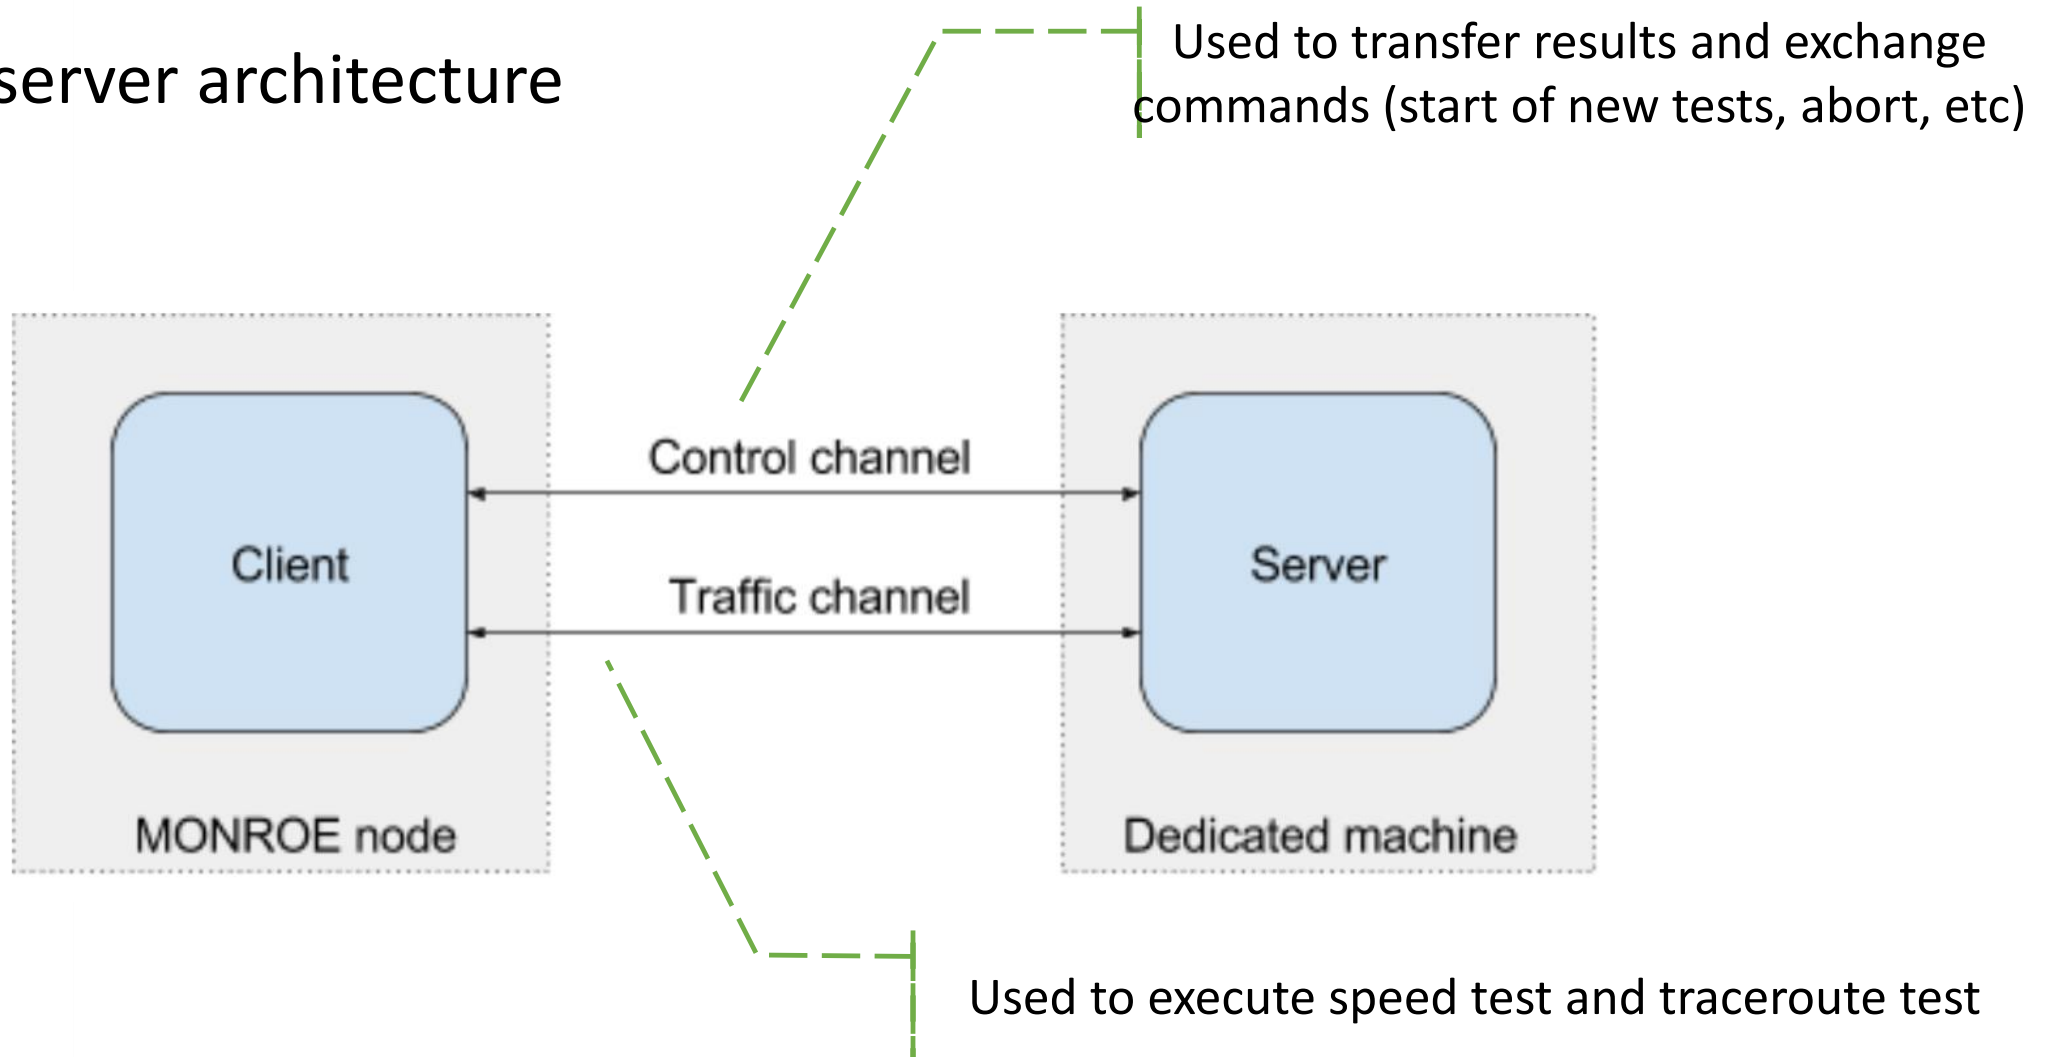 server architecture
Used to transfer results and exchange
commands (start of new tests, abort, etc)
Control channel
Client
Server
Traffic channel
MONROE node
Dedicated machine
Used to execute speed test and traceroute test